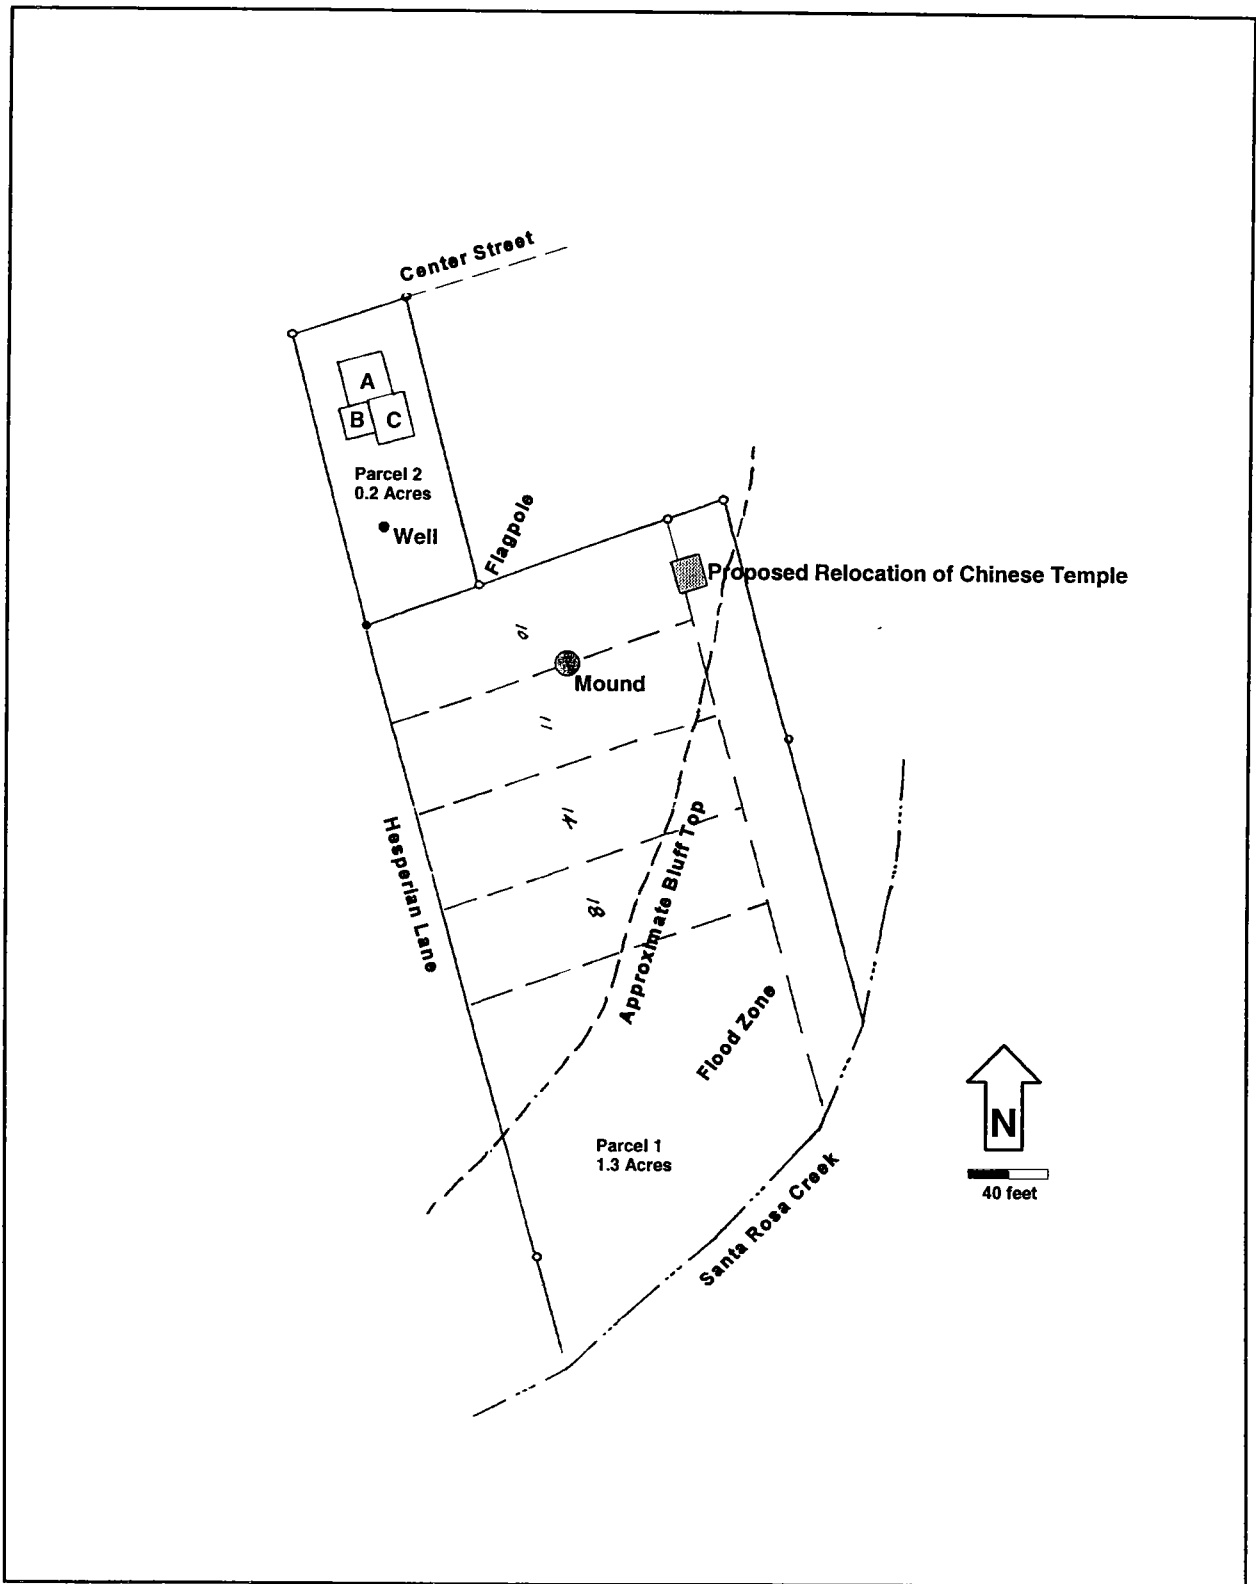 Center Street
A
B
C
Parcel 2
0.2 Acres
Well
Flagpole
Proposed Relocation of Chinese Temple
10
Mound
11
Hesperian Lane
18
Approximate Bluff Top
Flood Zone
Parcel 1
1.3 Acres
N
40 feet
Santa Rosa Creek